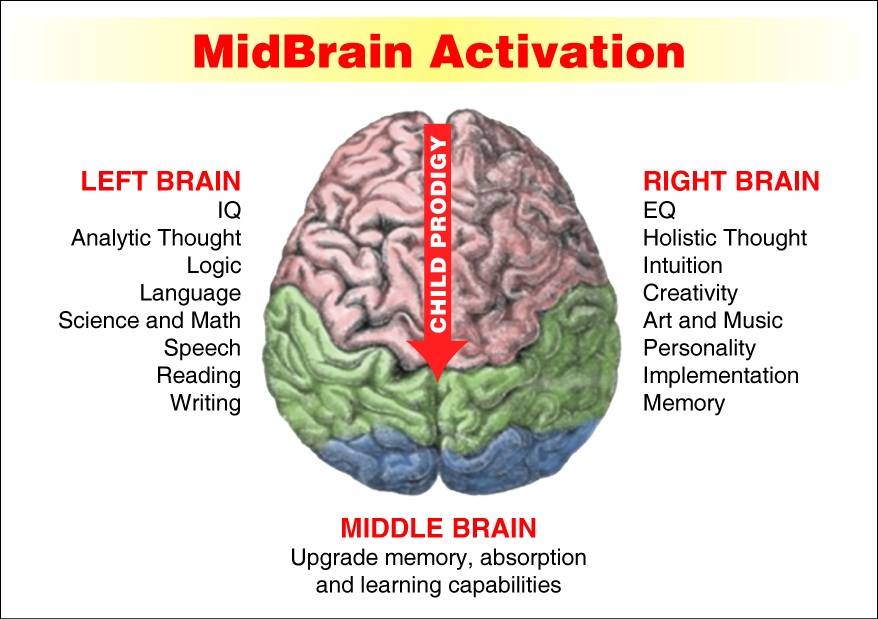 MidBrain Activation
LEFT BRAIN
IQ
Analytic Thought
Logic
Language
Science and Math
Speech
Reading
Writing
CHILD PRODIGY
RIGHT BRAIN
EQ
Holistic Thought
Intuition
Creativity
Art and Music
Personality
Implementation
Memory
MIDDLE BRAIN
Upgrade memory, absorption
and learning capabilities